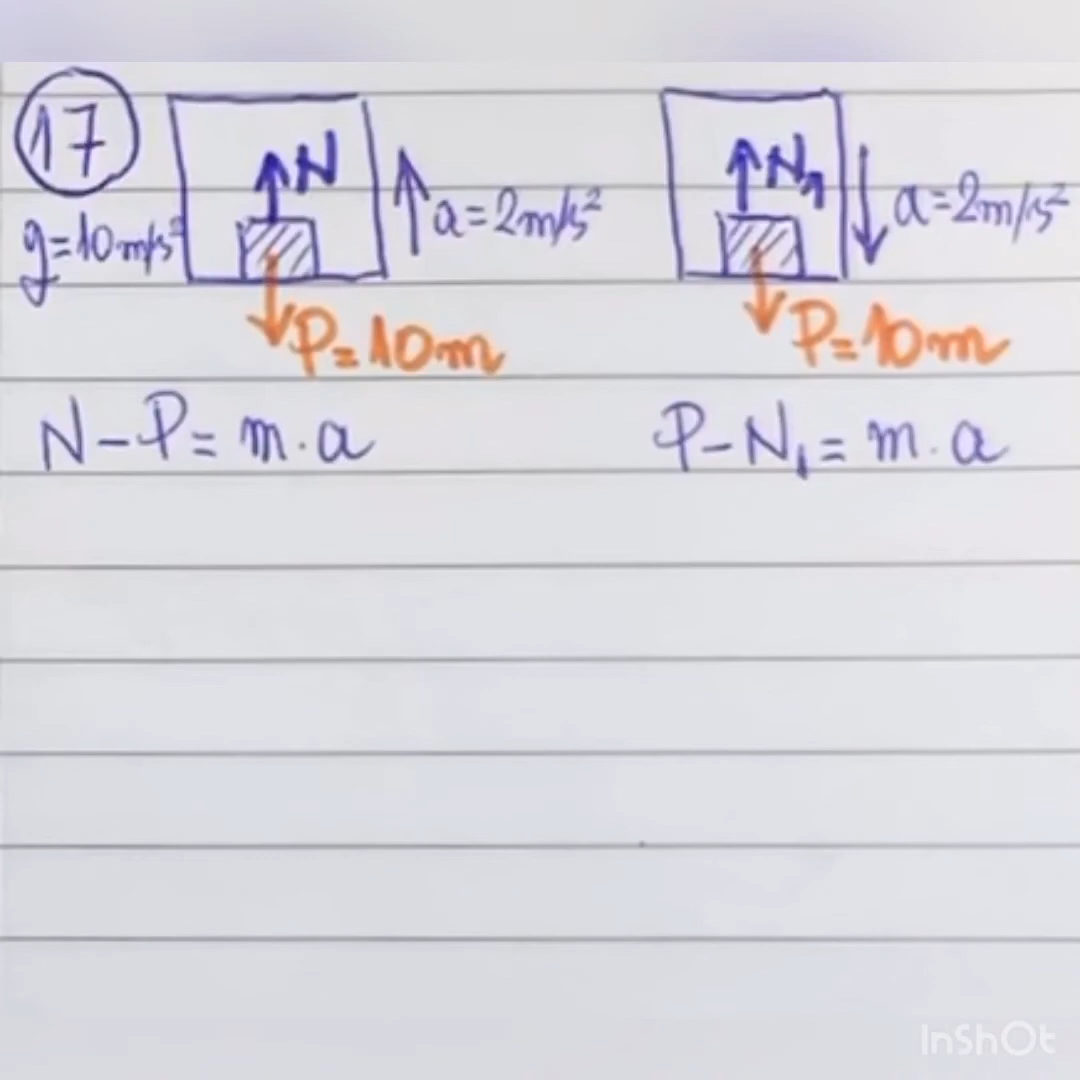 17
g=10m/s²
N
a=2m/s²
P=10m
N₁
a=2m/s²
P=10m
N-P=m.a
P-N₁=m.a
InShOt